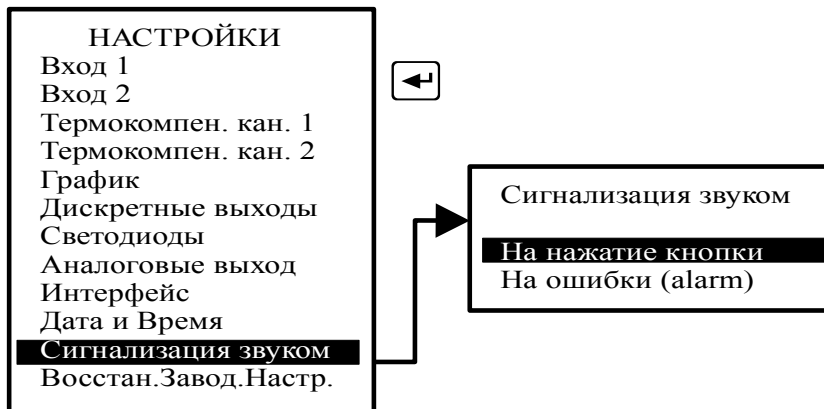 НАСТРОЙКИ
Вход 1
Вход 2
Термокомпен. кан. 1
Термокомпен. кан. 2
График
Дискретные выходы
Светодиоды
Аналоговые выход
Интерфейс
Дата и Время
Сигнализация звуком
Восстан.Завод.Настр.
Сигнализация звуком
На нажатие кнопки
На ошибки (alarm)